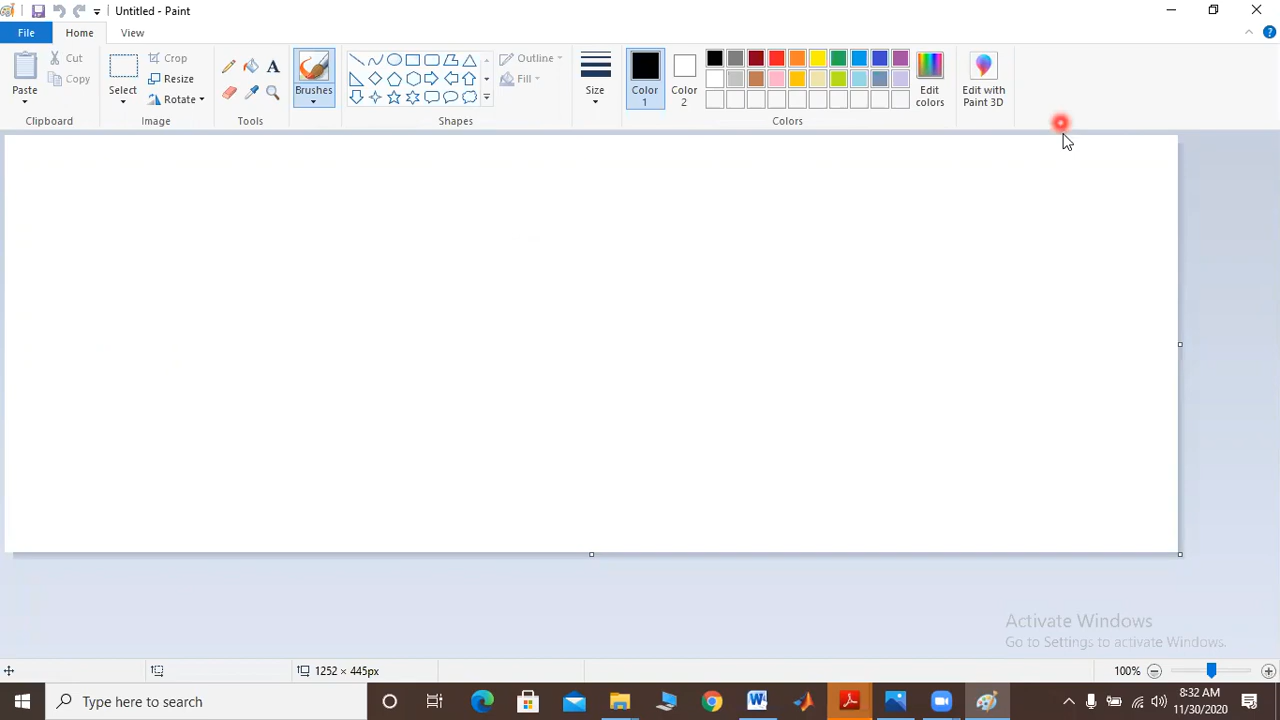 Untitled - Paint
File Home View
Paste
Cut
Copy
Clipboard
Select
Crop
Resize
Rotate
Image
A
Tools
Brushes
Outline
Fill
Shapes
Size
Color 1
Color 2
Colors
Edit colors
Edit with Paint 3D
Activate Windows
Go to Settings to activate Windows.
1252 × 445px
100%
Type here to search
8:32 AM
11/30/2020